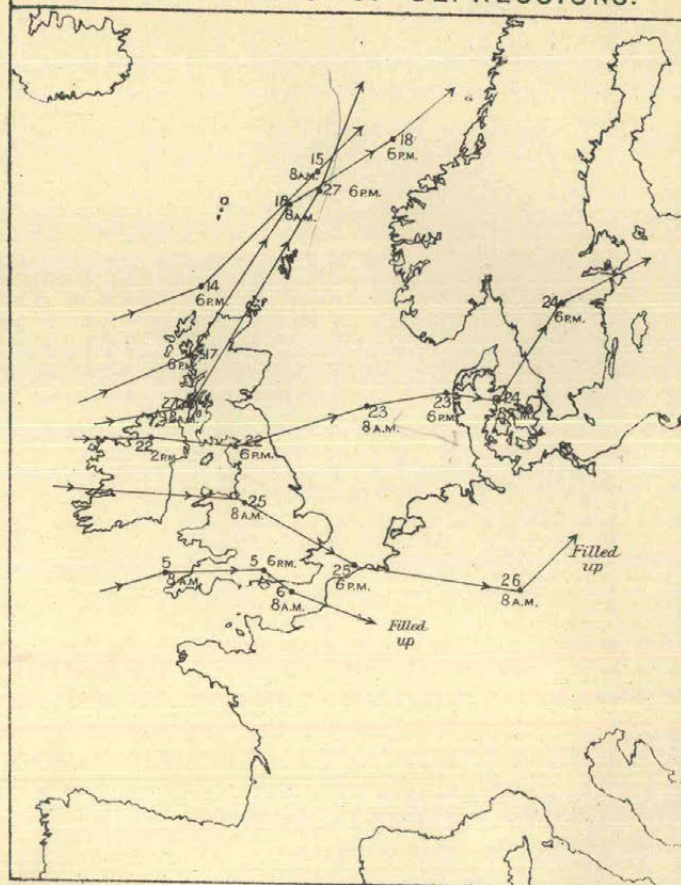 DEPRESSIONS.
15
8 A.M.
18
6 P.M.
18
8 A.M.
27 6 P.M.
14
6 P.M.
24
6 P.M.
17
6 P.M.
27
8 A.M.
24
23
8 A.M.
23
6 P.M.
22
2 P.M.
22
6 P.M.
25
8 A.M.
5
8 A.M.
5 6 P.M.
6
8 A.M.
25
6 P.M.
26
8 A.M.
Filled
up
Filled
up